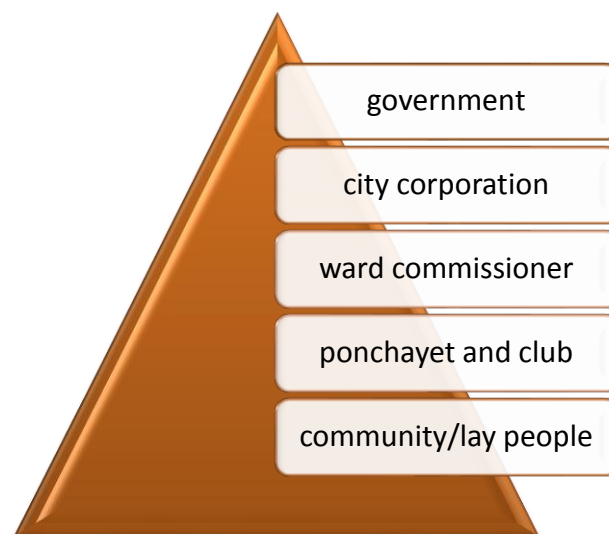 government
city corporation
ward commissioner
ponchayet and club
community/lay people